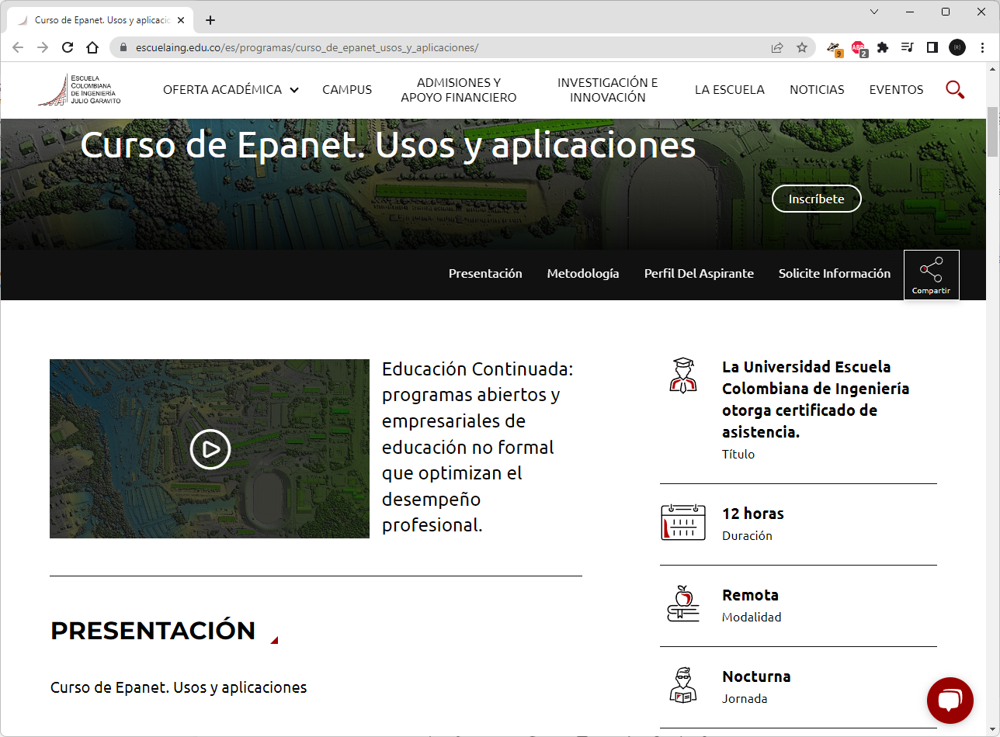 Curso de Epanet. Usos y aplicacio
escuelaing.edu.co/es/programas/curso_de_epanet_usos_y_aplicaciones/
9
ABP
2
(R)
ESCUELA
COLOMBIANA
DE INGENIERÍA
JULIO GARAVITO
OFERTA ACADÉMICA
CAMPUS
ADMISIONES Y
APOYO FINANCIERO
INVESTIGACIÓN E
INNOVACIÓN
LA ESCUELA
NOTICIAS
EVENTOS
Curso de Epanet. Usos y aplicaciones
Inscríbete
Presentación
Metodología
Perfil Del Aspirante
Solicite Información
Compartir
Educación Continuada:
programas abiertos y
empresariales de
educación no formal
que optimizan el
desempeño
profesional.
PRESENTACIÓN
Curso de Epanet. Usos y aplicaciones
La Universidad Escuela
Colombiana de Ingeniería
otorga certificado de
asistencia.
Título
12 horas
Duración
Remota
Modalidad
Nocturna
Jornada